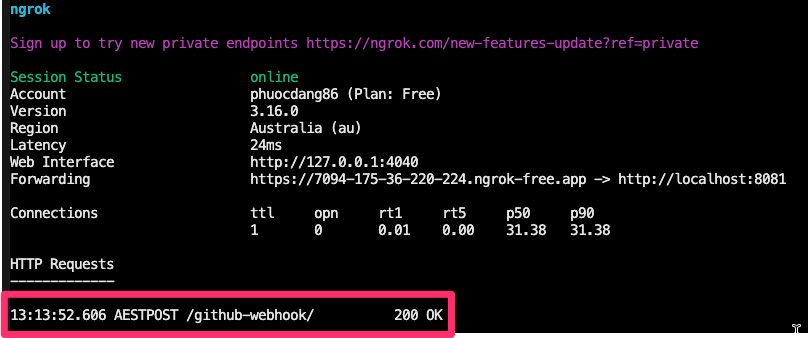 ngrok
Sign up to try new private endpoints https://ngrok.com/new-features-update?ref=private
Session Status online
Account phuocdang86 (Plan: Free)
Version 3.16.0
Region Australia (au)
Latency 24ms
Web Interface http://127.0.0.1:4040
Forwarding https://7094-175-36-220-224.ngrok-free.app -> http://localhost:8081
Connections ttl opn rt1 rt5 p50 p90
1 0 0.01 0.00 31.38 31.38
HTTP Requests
-------------
13:13:52.606 AESTPOST /github-webhook/ 200 OK